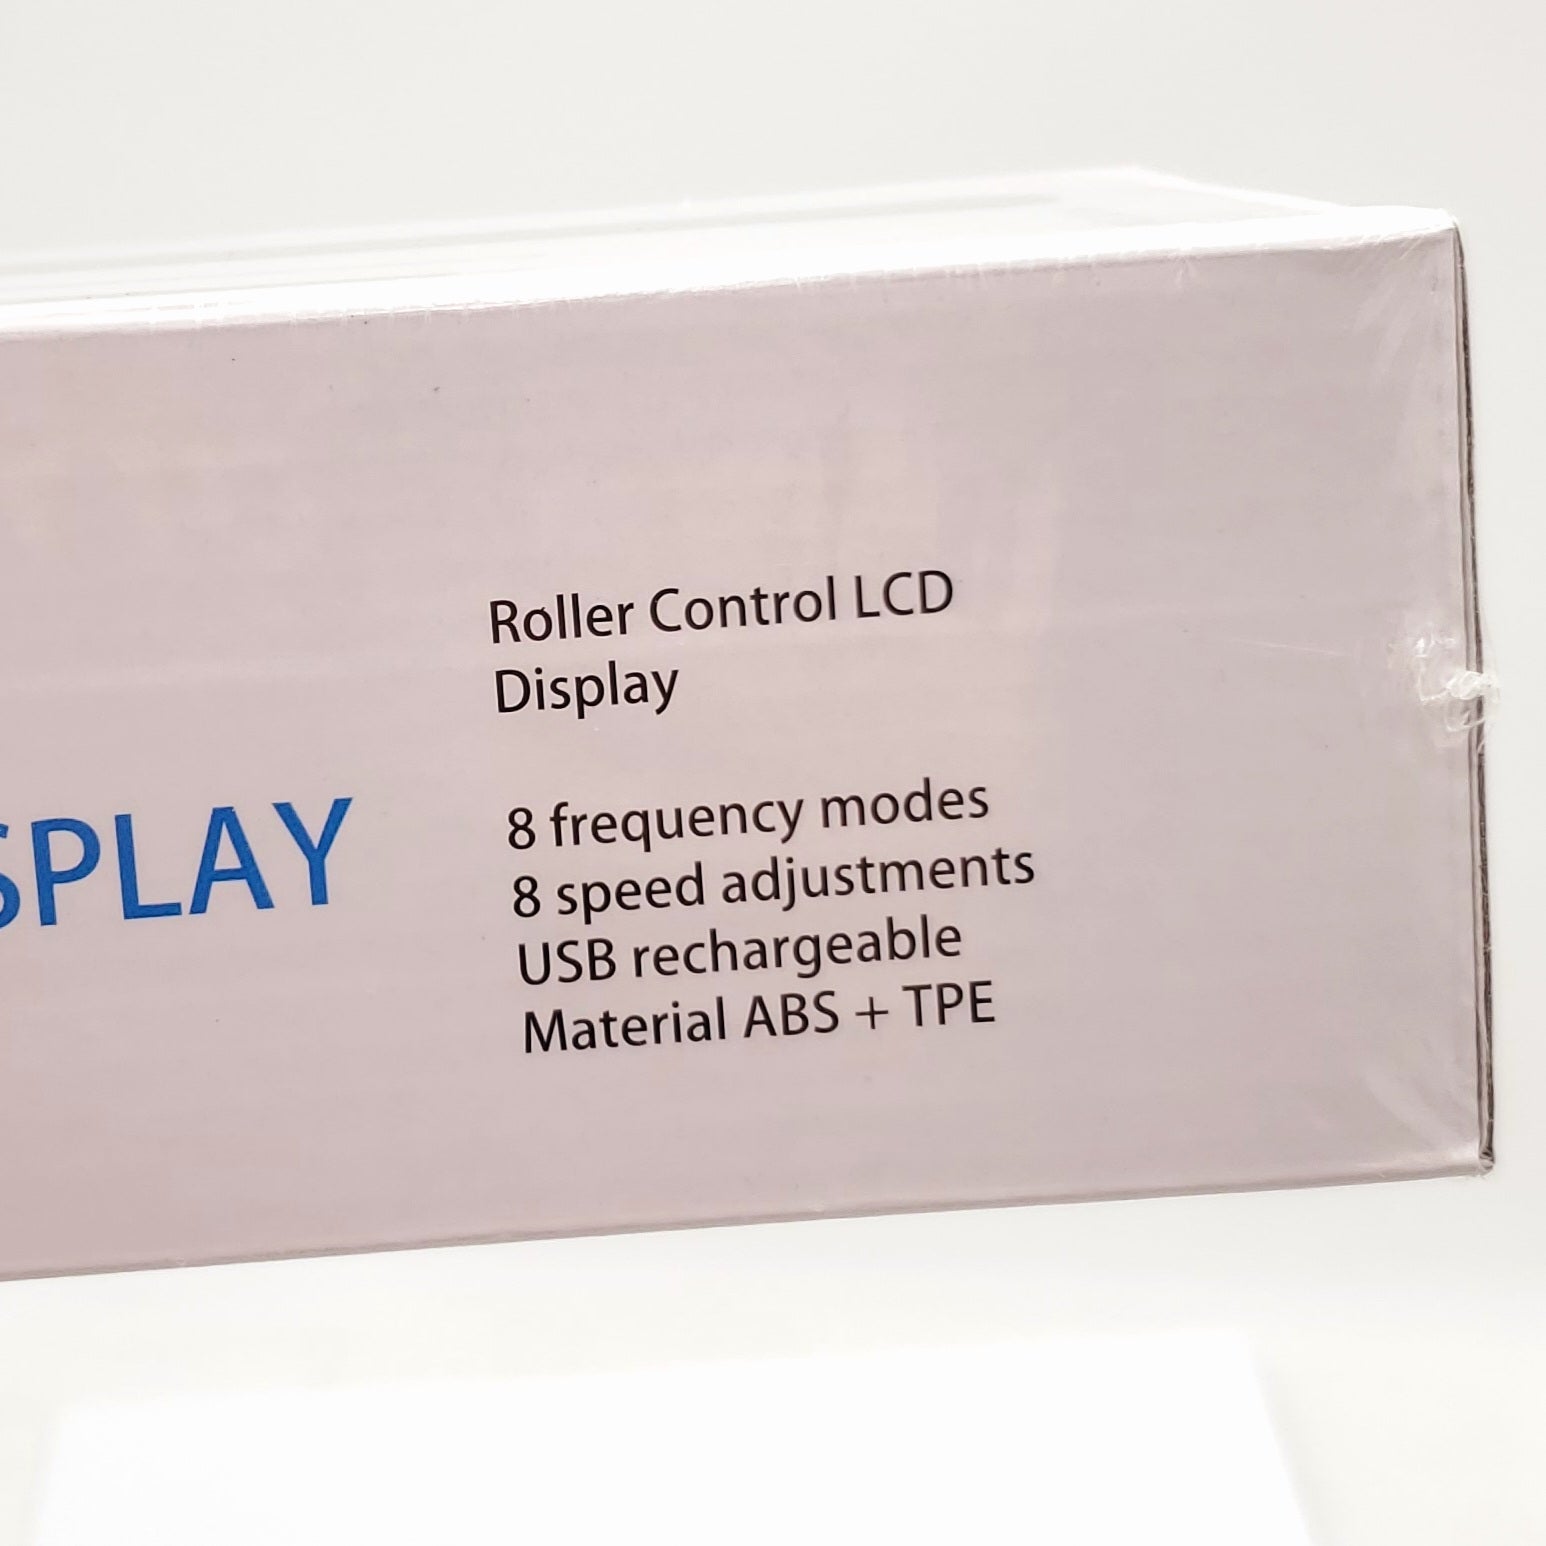 SPLAY
Roller Control LCD
Display
8 frequency modes
8 speed adjustments
USB rechargeable
Material ABS + TPE